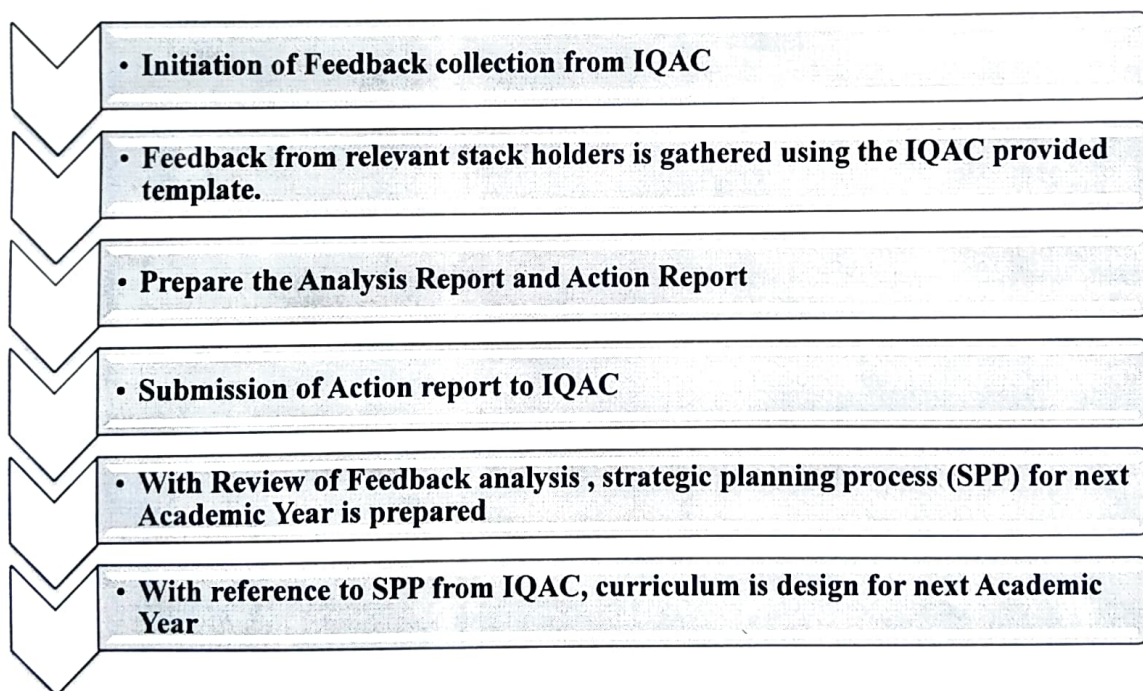 • Initiation of Feedback collection from IQAC
• Feedback from relevant stack holders is gathered using the IQAC provided
template.
• Prepare the Analysis Report and Action Report
• Submission of Action report to IQAC
• With Review of Feedback analysis , strategic planning process (SPP) for next
Academic Year is prepared
• With reference to SPP from IQAC, curriculum is design for next Academic
Year